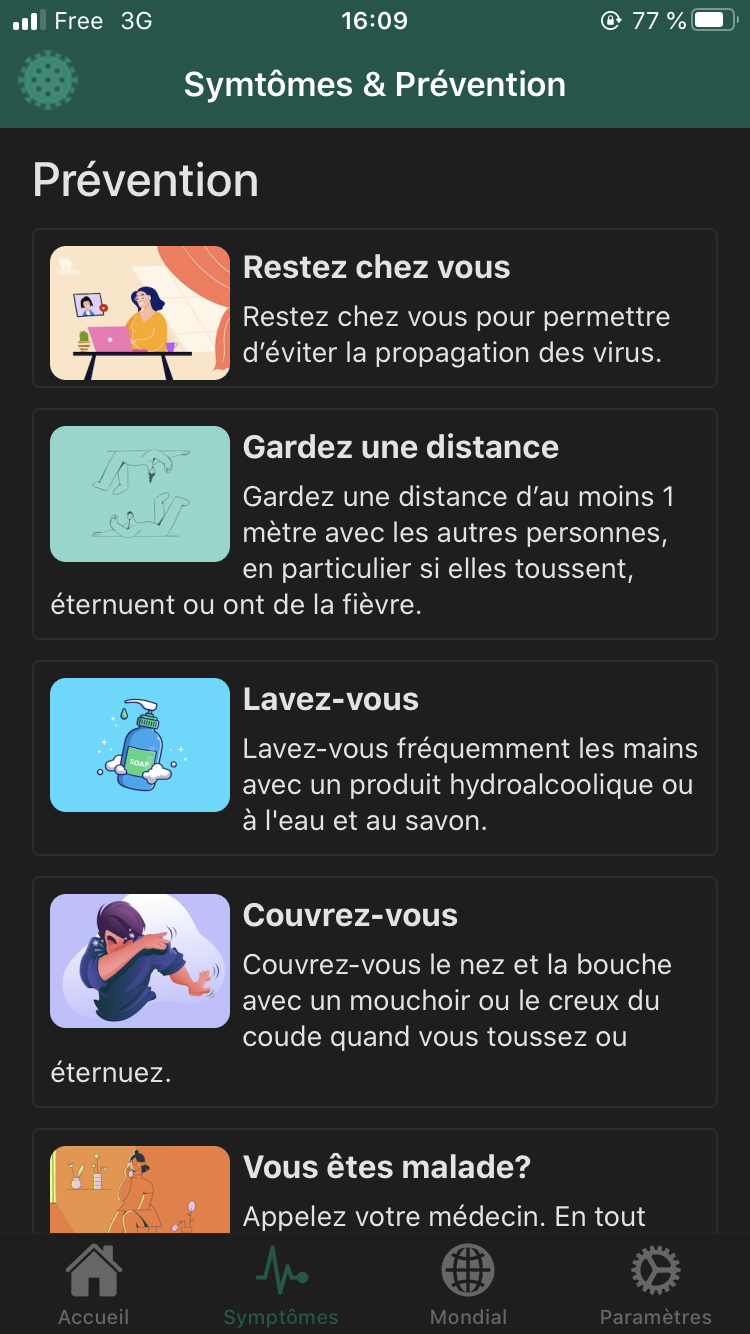 Free 3G 16:09 77 %
Symtômes & Prévention
Prévention
Restez chez vous
Restez chez vous pour permettre
d’éviter la propagation des virus.
Gardez une distance
Gardez une distance d’au moins 1
mètre avec les autres personnes,
en particulier si elles toussent,
éternuent ou ont de la fièvre.
SOAP
Lavez-vous
Lavez-vous fréquemment les mains
avec un produit hydroalcoolique ou
à l'eau et au savon.
Couvrez-vous
Couvrez-vous le nez et la bouche
avec un mouchoir ou le creux du
coude quand vous toussez ou
éternuez.
Vous êtes malade?
Appelez votre médecin. En tout
Accueil Symptômes Mondial Paramètres